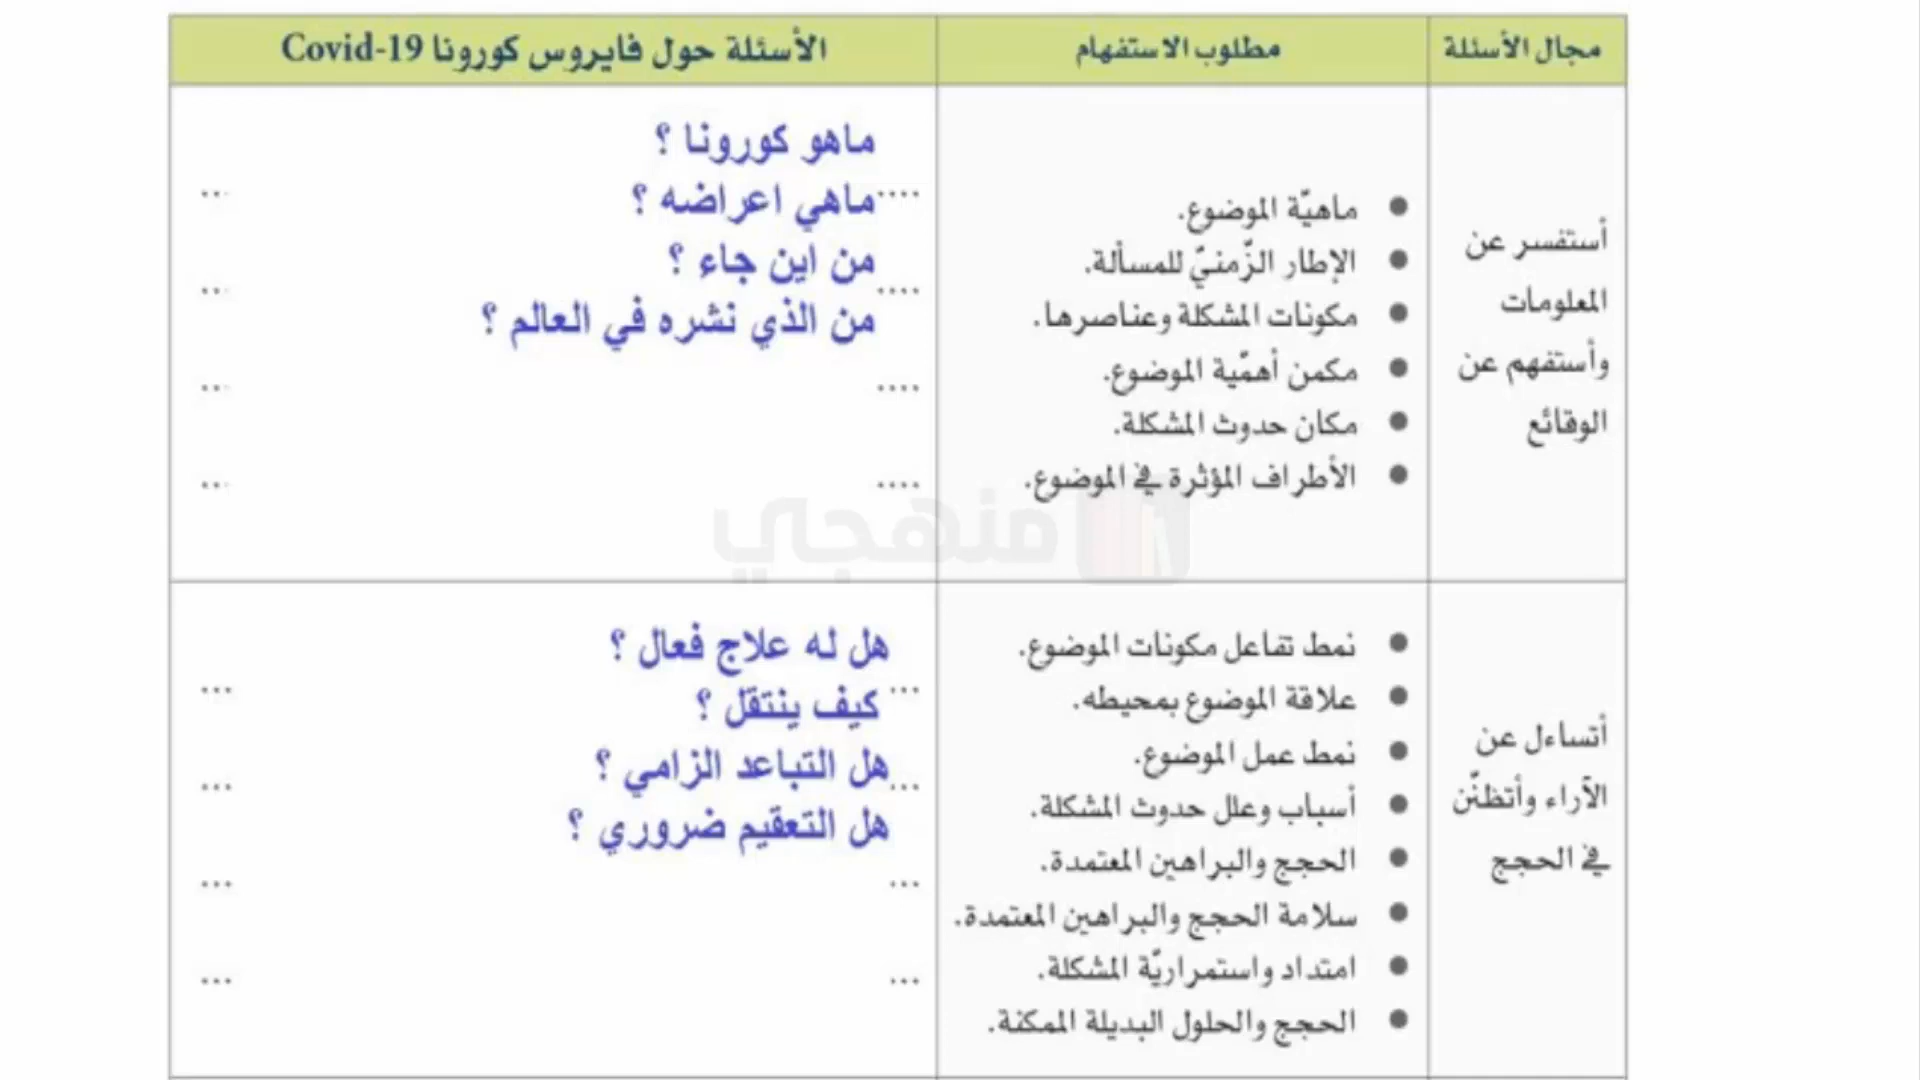 مجال الأسئلة
مطلوب الاستفهام
الأسئلة حول فايروس كورونا Covid-19
أستفسر عن
المعلومات
وأستفهم عن
الوقائع
● ماهيّة الموضوع.
● الإطار الزّمنيّ للمسألة.
● مكونات المشكلة وعناصرها.
● مكمن أهمّية الموضوع.
● مكان حدوث المشكلة.
● الأطراف المؤثرة في الموضوع.
ماهو كورونا ؟
....ماهي اعراضه ؟ ...
من اين جاء ؟
.... ...
من الذي نشره في العالم ؟
.... ...
.... ...
منهجي
أتساءل عن
الآراء وأتظنّن
في الحجج
● نمط تفاعل مكونات الموضوع.
● علاقة الموضوع بمحيطه.
● نمط عمل الموضوع.
● أسباب وعلل حدوث المشكلة.
● الحجج والبراهين المعتمدة.
● سلامة الحجج والبراهين المعتمدة.
● امتداد واستمراريّة المشكلة.
● الحجج والحلول البديلة الممكنة.
هل له علاج فعال ؟
... كيف ينتقل ؟ ...
هل التباعد الزامي ؟
... ...
هل التعقيم ضروري ؟
... ...
... ...